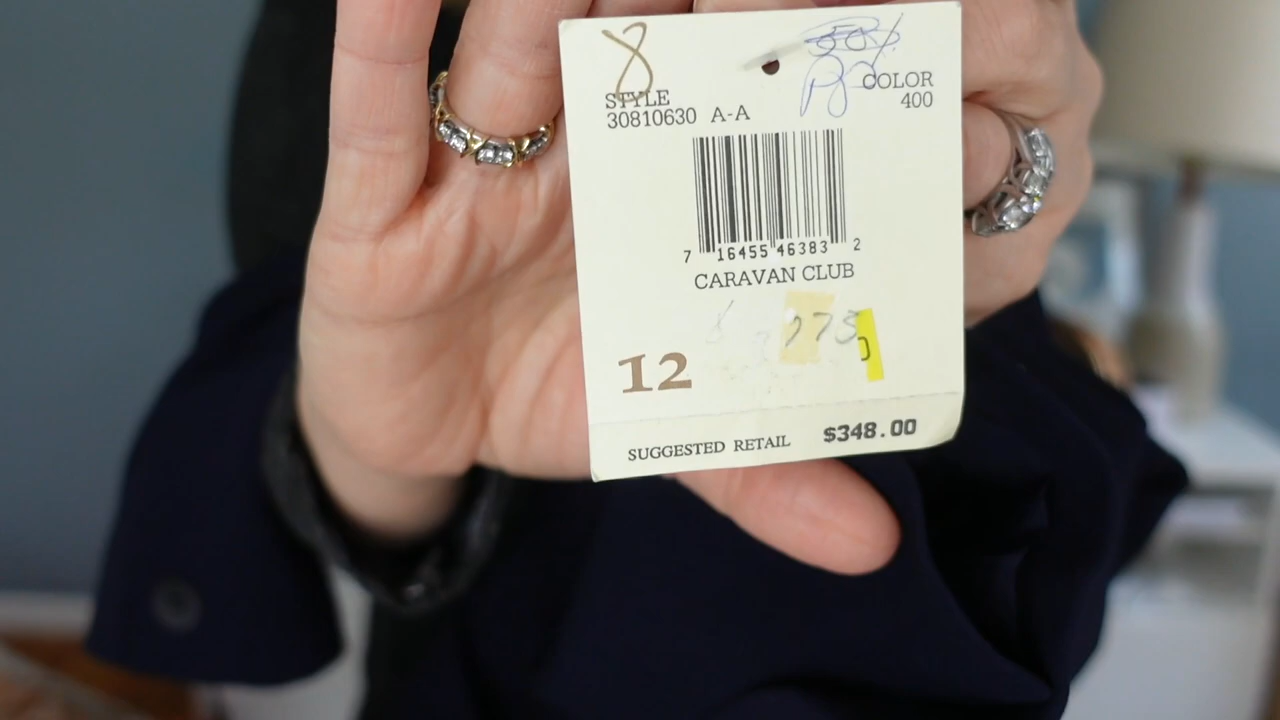 8
STYLE
30810630 A-A
COLOR
400
7 16455 46383 2
CARAVAN CLUB
12
SUGGESTED RETAIL $348.00